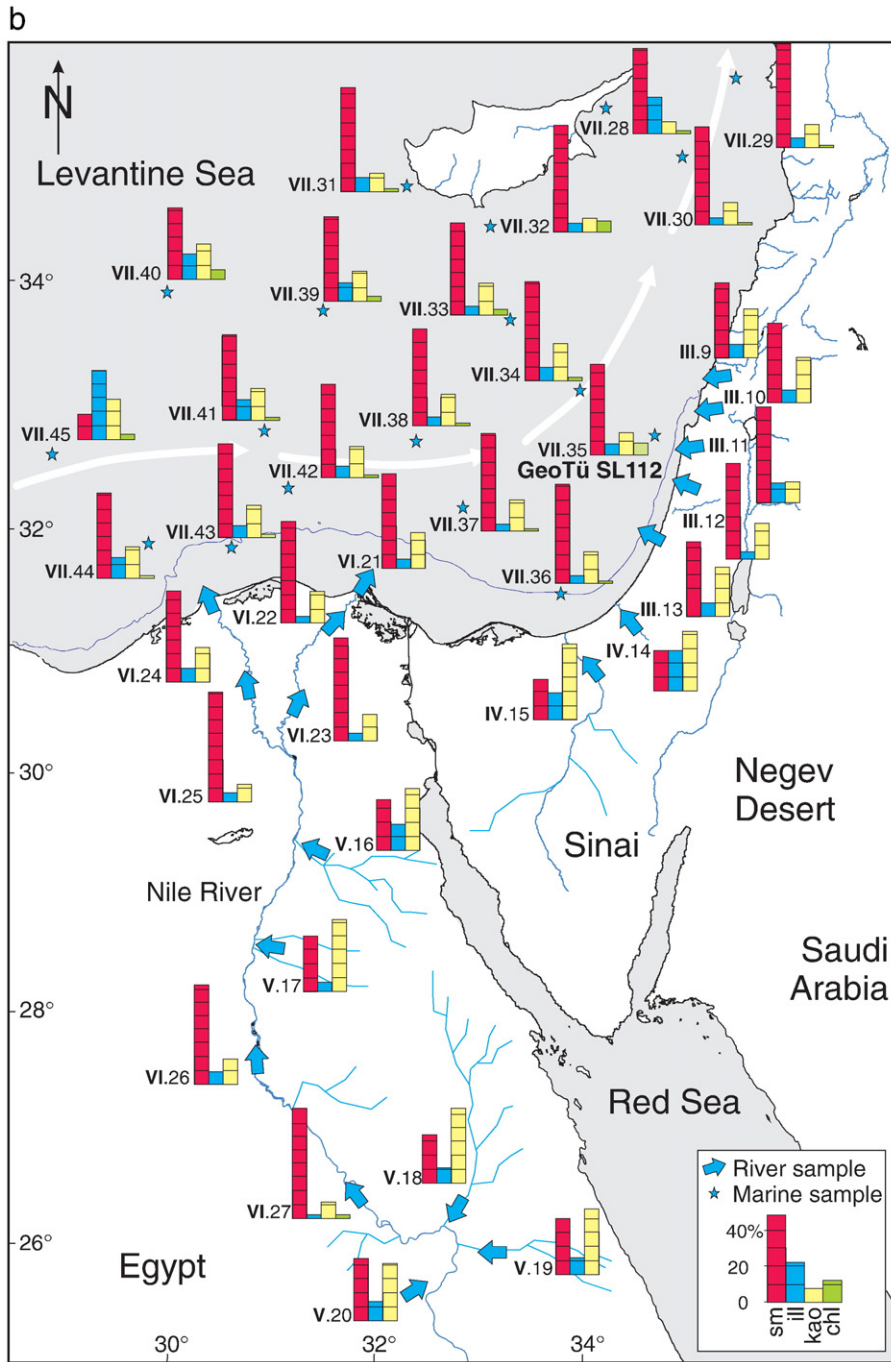 b
N
Levantine Sea
VII.28
VII.29
VII.31
VII.32
VII.30
VII.40
34°
VII.39
VII.33
III.9
VII.34
III.10
VII.41
VII.38
VII.45
VII.35
III.11
GeoTü SL112
VII.42
32°
VII.43
VII.37
III.12
VII.44
VI.21
VII.36
VI.22
III.13
VI.24
IV.14
IV.15
VI.23
30°
VI.25
Negev
Desert
V.16
Sinai
Nile River
Saudi
Arabia
V.17
28°
VI.26
Red Sea
V.18
River sample
Marine sample
VI.27
40%
20
0
sm
ill
kao
chl
26°
Egypt
V.19
V.20
30°
32°
34°